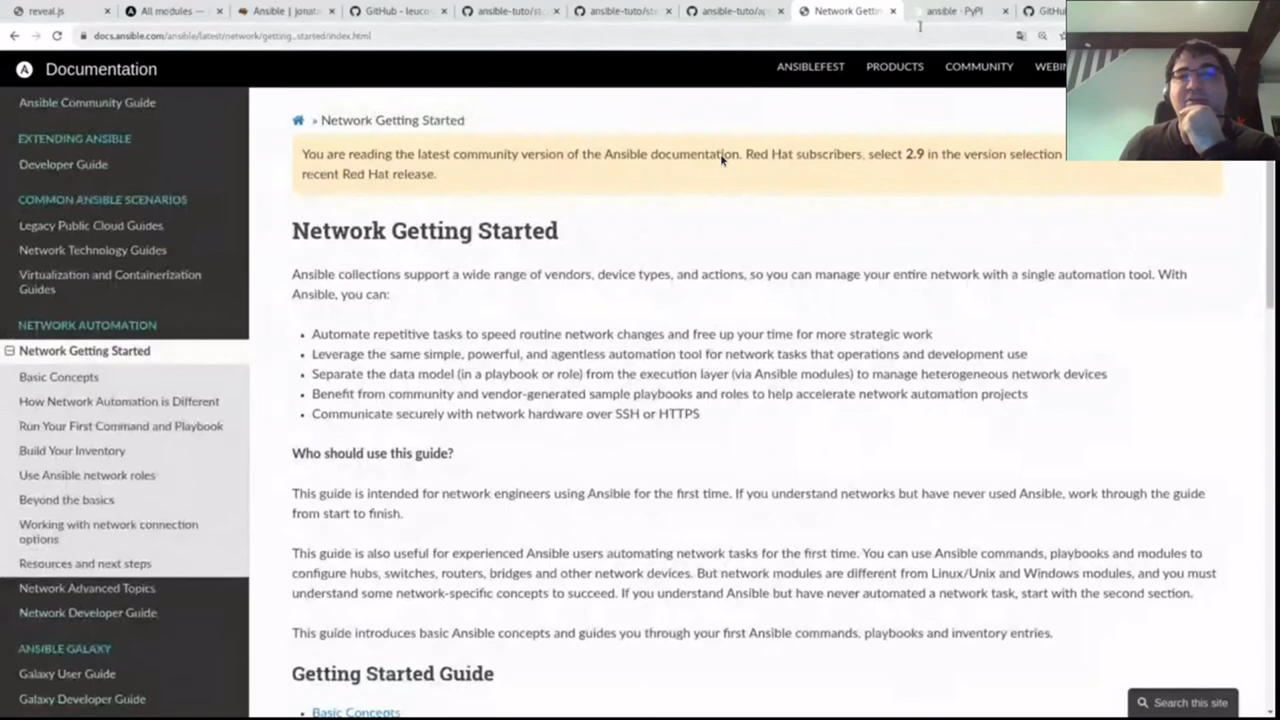 reveal.js
All modules —
Ansible | jonat
GitHub - leuco
ansible-tuto/st
ansible-tuto/ste
ansible-tuto/ap
Network Getti
ansible · PyPI
GitHu
docs.ansible.com/ansible/latest/network/getting_started/index.html
A Documentation
ANSIBLEFEST
PRODUCTS
COMMUNITY
WEBIN
Ansible Community Guide
EXTENDING ANSIBLE
Developer Guide
COMMON ANSIBLE SCENARIOS
Legacy Public Cloud Guides
Network Technology Guides
Virtualization and Containerization
Guides
NETWORK AUTOMATION
Network Getting Started
Basic Concepts
How Network Automation is Different
Run Your First Command and Playbook
Build Your Inventory
Use Ansible network roles
Beyond the basics
Working with network connection
options
Resources and next steps
Network Advanced Topics
Network Developer Guide
ANSIBLE GALAXY
Galaxy User Guide
Galaxy Developer Guide
» Network Getting Started
You are reading the latest community version of the Ansible documentation. Red Hat subscribers, select 2.9 in the version selection
recent Red Hat release.
Network Getting Started
Ansible collections support a wide range of vendors, device types, and actions, so you can manage your entire network with a single automation tool. With
Ansible, you can:
• Automate repetitive tasks to speed routine network changes and free up your time for more strategic work
• Leverage the same simple, powerful, and agentless automation tool for network tasks that operations and development use
• Separate the data model (in a playbook or role) from the execution layer (via Ansible modules) to manage heterogeneous network devices
• Benefit from community and vendor-generated sample playbooks and roles to help accelerate network automation projects
• Communicate securely with network hardware over SSH or HTTPS
Who should use this guide?
This guide is intended for network engineers using Ansible for the first time. If you understand networks but have never used Ansible, work through the guide
from start to finish.
This guide is also useful for experienced Ansible users automating network tasks for the first time. You can use Ansible commands, playbooks and modules to
configure hubs, switches, routers, bridges and other network devices. But network modules are different from Linux/Unix and Windows modules, and you must
understand some network-specific concepts to succeed. If you understand Ansible but have never automated a network task, start with the second section.
This guide introduces basic Ansible concepts and guides you through your first Ansible commands, playbooks and inventory entries.
Getting Started Guide
• Basic Concepts
Search this site